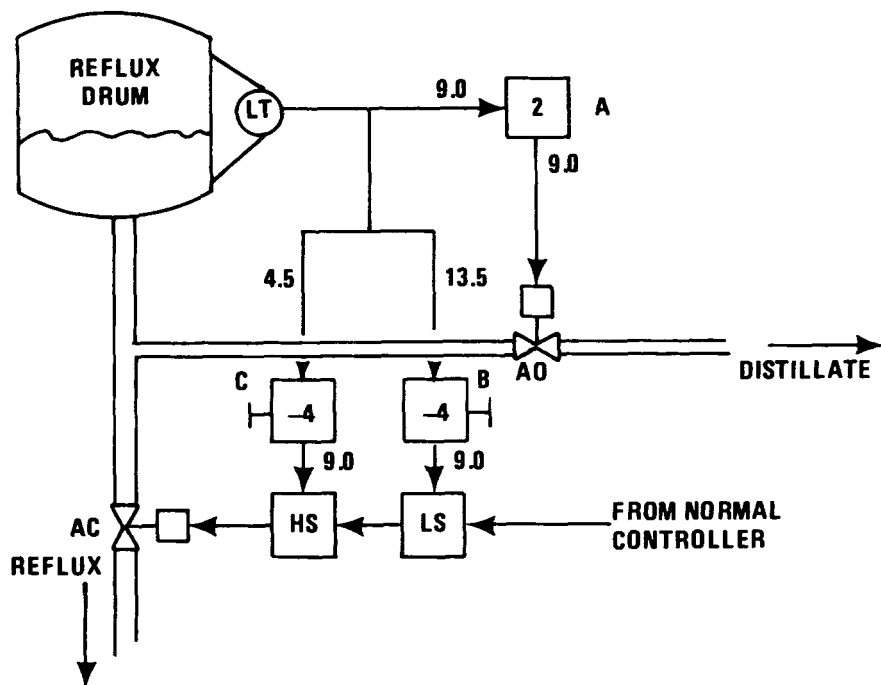 REFLUX
DRUM
LT
9.0
2
A
9.0
4.5
13.5
AO
DISTILLATE
C
–4
B
–4
9.0
9.0
AC
HS
LS
FROM NORMAL
CONTROLLER
REFLUX